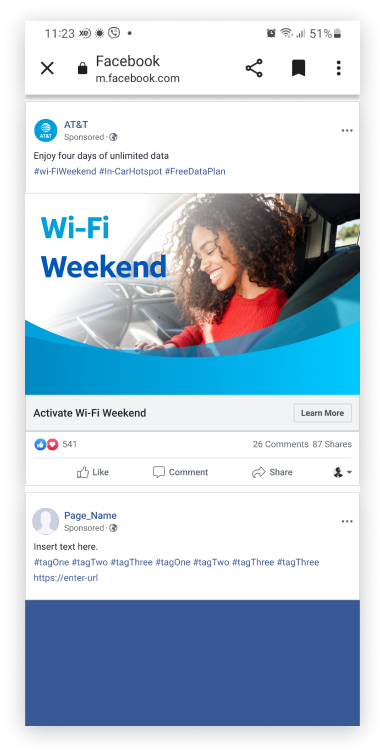 11:23 51%
Facebook
m.facebook.com
AT&T
AT&T
Sponsored ·
Enjoy four days of unlimited data
#wi-FiWeekend #In-CarHotspot #FreeDataPlan
Wi-Fi
Weekend
Activate Wi-Fi Weekend Learn More
541 26 Comments 87 Shares
Like Comment Share
Page_Name
Sponsored ·
Insert text here.
#tagOne #tagTwo #tagThree #tagOne #tagTwo #tagThree #tagThree
https://enter-url